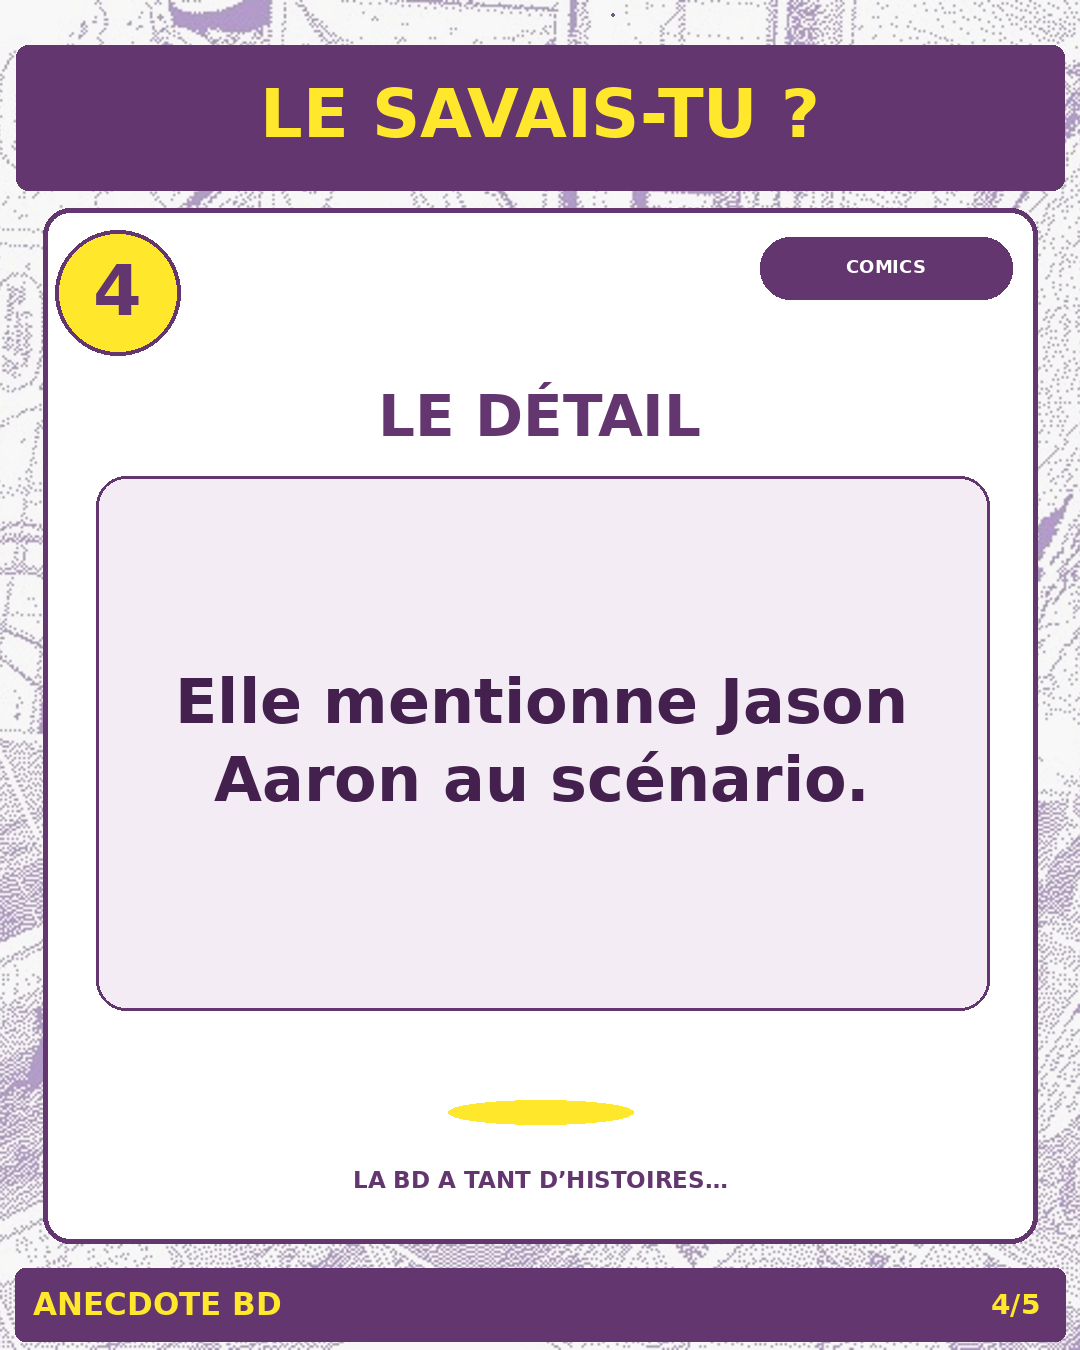 LE SAVAIS-TU ?
4
COMICS
LE DÉTAIL
Elle mentionne Jason
Aaron au scénario.
LA BD A TANT D’HISTOIRES…
ANECDOTE BD
4/5